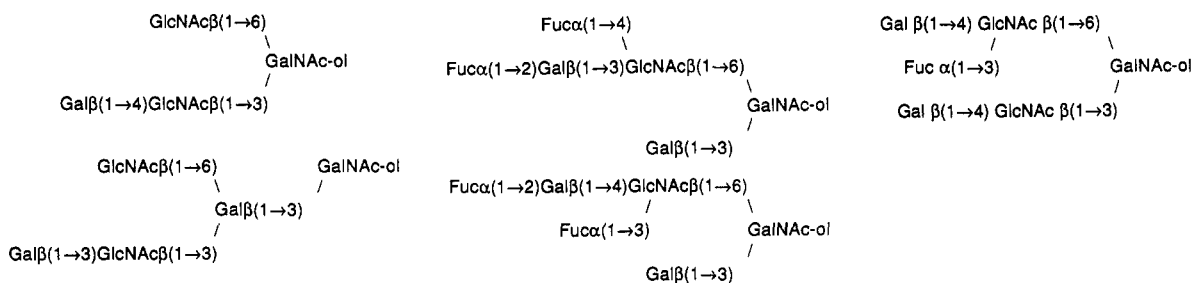 GlcNAcβ(1→6)
GalNAc-ol
Galβ(1→4)GlcNAcβ(1→3)
GlcNAcβ(1→6)
GalNAc-ol
Galβ(1→3)
Galβ(1→3)GlcNAcβ(1→3)
Fucα(1→4)
Fucα(1→2)Galβ(1→3)GlcNAcβ(1→6)
GalNAc-ol
Galβ(1→3)
Fucα(1→2)Galβ(1→4)GlcNAcβ(1→6)
Fucα(1→3)
GalNAc-ol
Galβ(1→3)
Gal β(1→4) GlcNAc β(1→6)
Fuc α(1→3)
GalNAc-ol
Gal β(1→4) GlcNAc β(1→3)